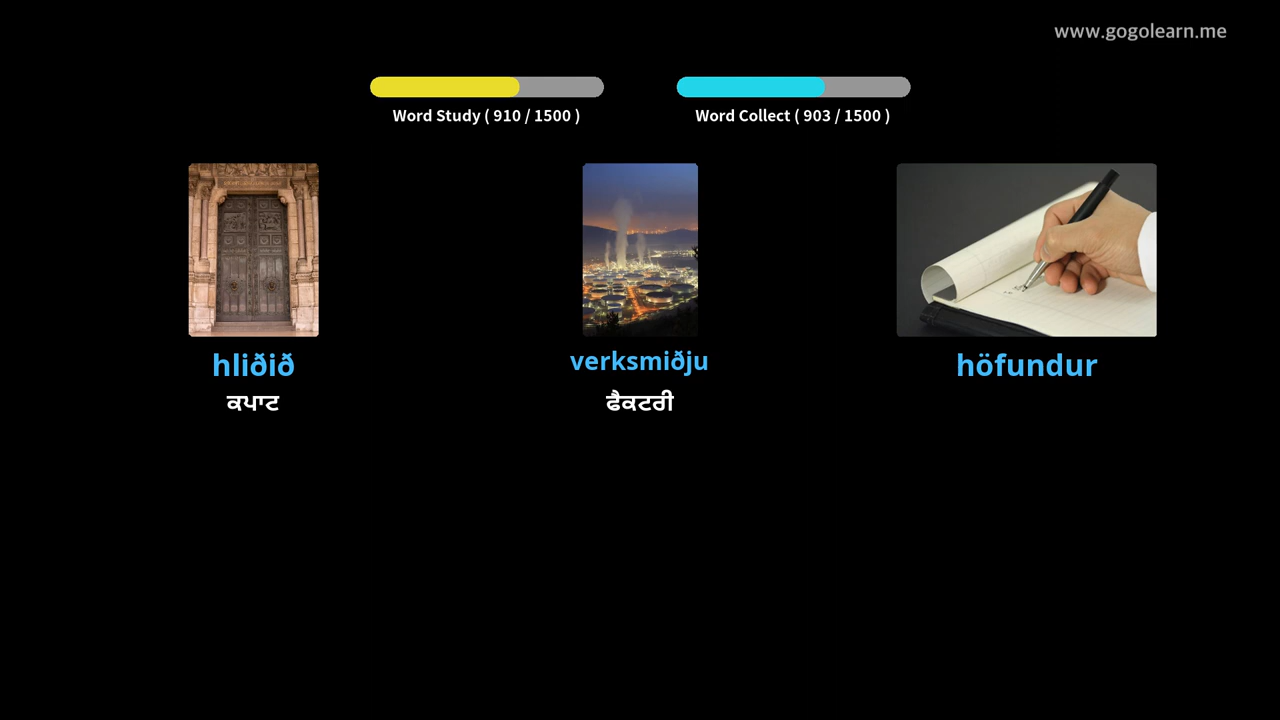 www.gogolearn.me
Word Study ( 910 / 1500 )
Word Collect ( 903 / 1500 )
hliðið
verksmiðju
höfundur
ਕਪਾਟ
ਫੈਕਟਰੀ